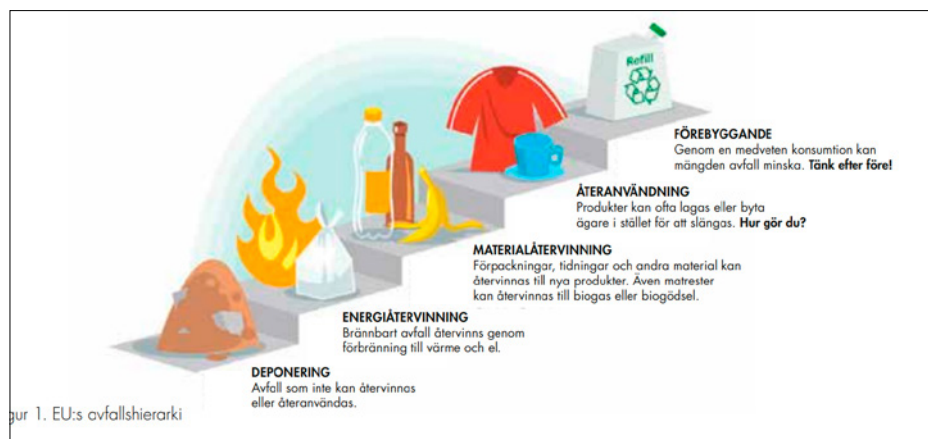 Refill
FÖREBYGGANDE
Genom en medveten konsumtion kan
mängden avfall minska. Tänk efter före!
ÅTERANVÄNDNING
Produkter kan ofta lagas eller byta
ägare i stället för att slängas. Hur gör du?
MATERIALÅTERVINNING
Förpackningar, tidningar och andra material kan
återvinnas till nya produkter. Även matrester
kan återvinnas till biogas eller biogödsel.
ENERGIÅTERVINNING
Brännbart avfall återvinns genom
förbränning till värme och el.
DEPONERING
Avfall som inte kan återvinnas
eller återanvändas.
gur 1. EU:s avfallshierarki